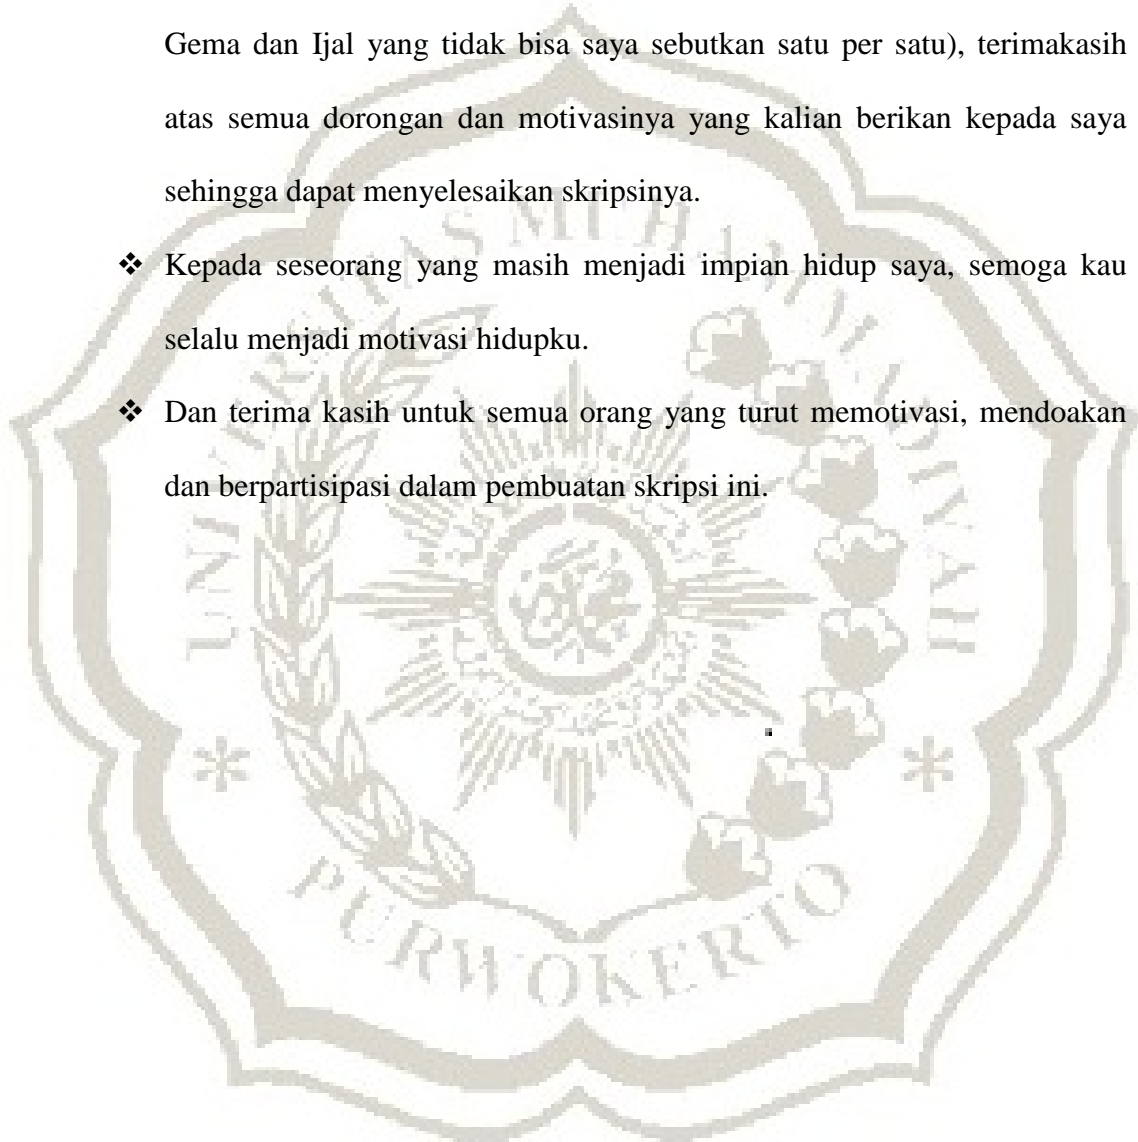 Gema dan Ijal yang tidak bisa saya sebutkan satu per satu), terimakasih
atas semua dorongan dan motivasinya yang kalian berikan kepada saya
sehingga dapat menyelesaikan skripsinya.
❖ Kepada seseorang yang masih menjadi impian hidup saya, semoga kau
selalu menjadi motivasi hidupku.
❖ Dan terima kasih untuk semua orang yang turut memotivasi, mendoakan
dan berpartisipasi dalam pembuatan skripsi ini.
UNIVERSITAS MUHAMMADIYAH
PURWOKERTO